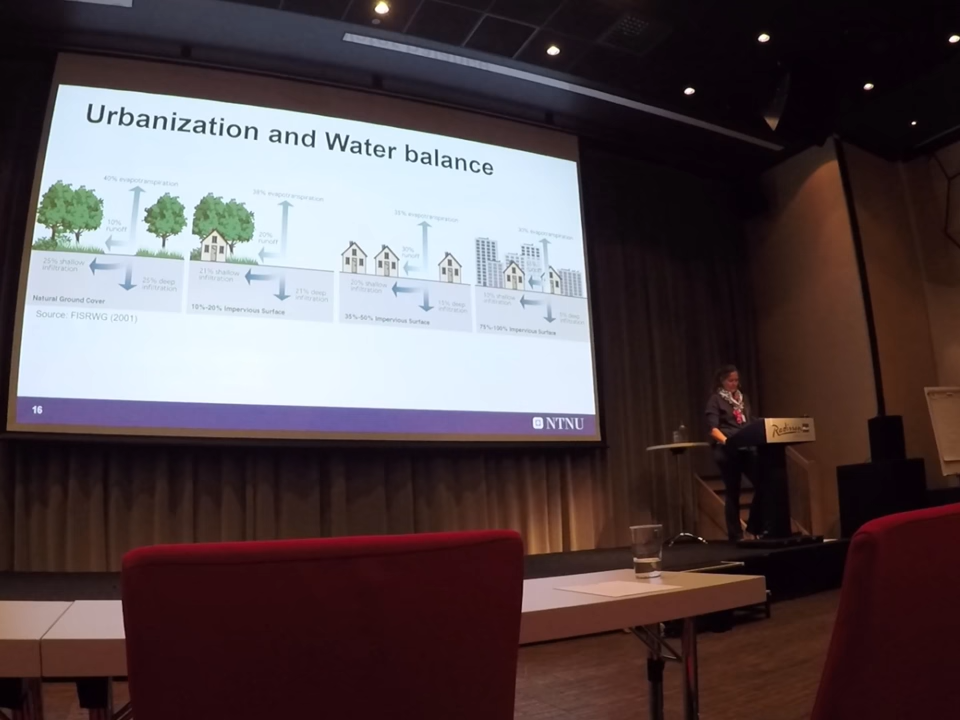 Urbanization and Water balance
40% evapotranspiration
10%
runoff
25% shallow
infiltration
25% deep
infiltration
Natural Ground Cover
38% evapotranspiration
20%
runoff
21% shallow
infiltration
21% deep
infiltration
10%-20% Impervious Surface
35% evapotranspiration
30%
runoff
20% shallow
infiltration
15% deep
infiltration
35%-50% Impervious Surface
30% evapotranspiration
10% shallow
infiltration
5% deep
infiltration
75%-100% Impervious Surface
Source: FISRWG (2001)
16
NTNU
Radisson